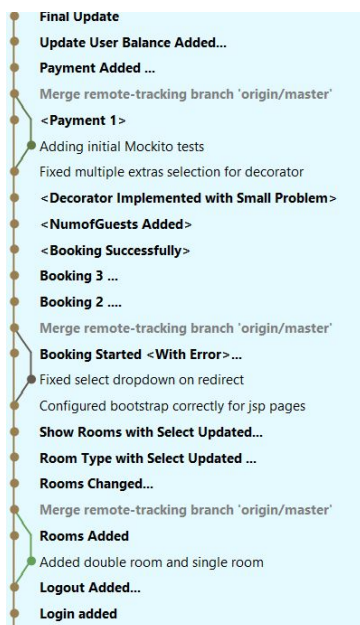 Final Update
Update User Balance Added...
Payment Added ...
Merge remote-tracking branch 'origin/master'
<Payment 1>
Adding initial Mockito tests
Fixed multiple extras selection for decorator
<Decorator Implemented with Small Problem>
<NumofGuests Added>
<Booking Successfully>
Booking 3 ...
Booking 2 ....
Merge remote-tracking branch 'origin/master'
Booking Started <With Error>...
Fixed select dropdown on redirect
Configured bootstrap correctly for jsp pages
Show Rooms with Select Updated...
Room Type with Select Updated ...
Rooms Changed...
Merge remote-tracking branch 'origin/master'
Rooms Added
Added double room and single room
Logout Added...
Login added